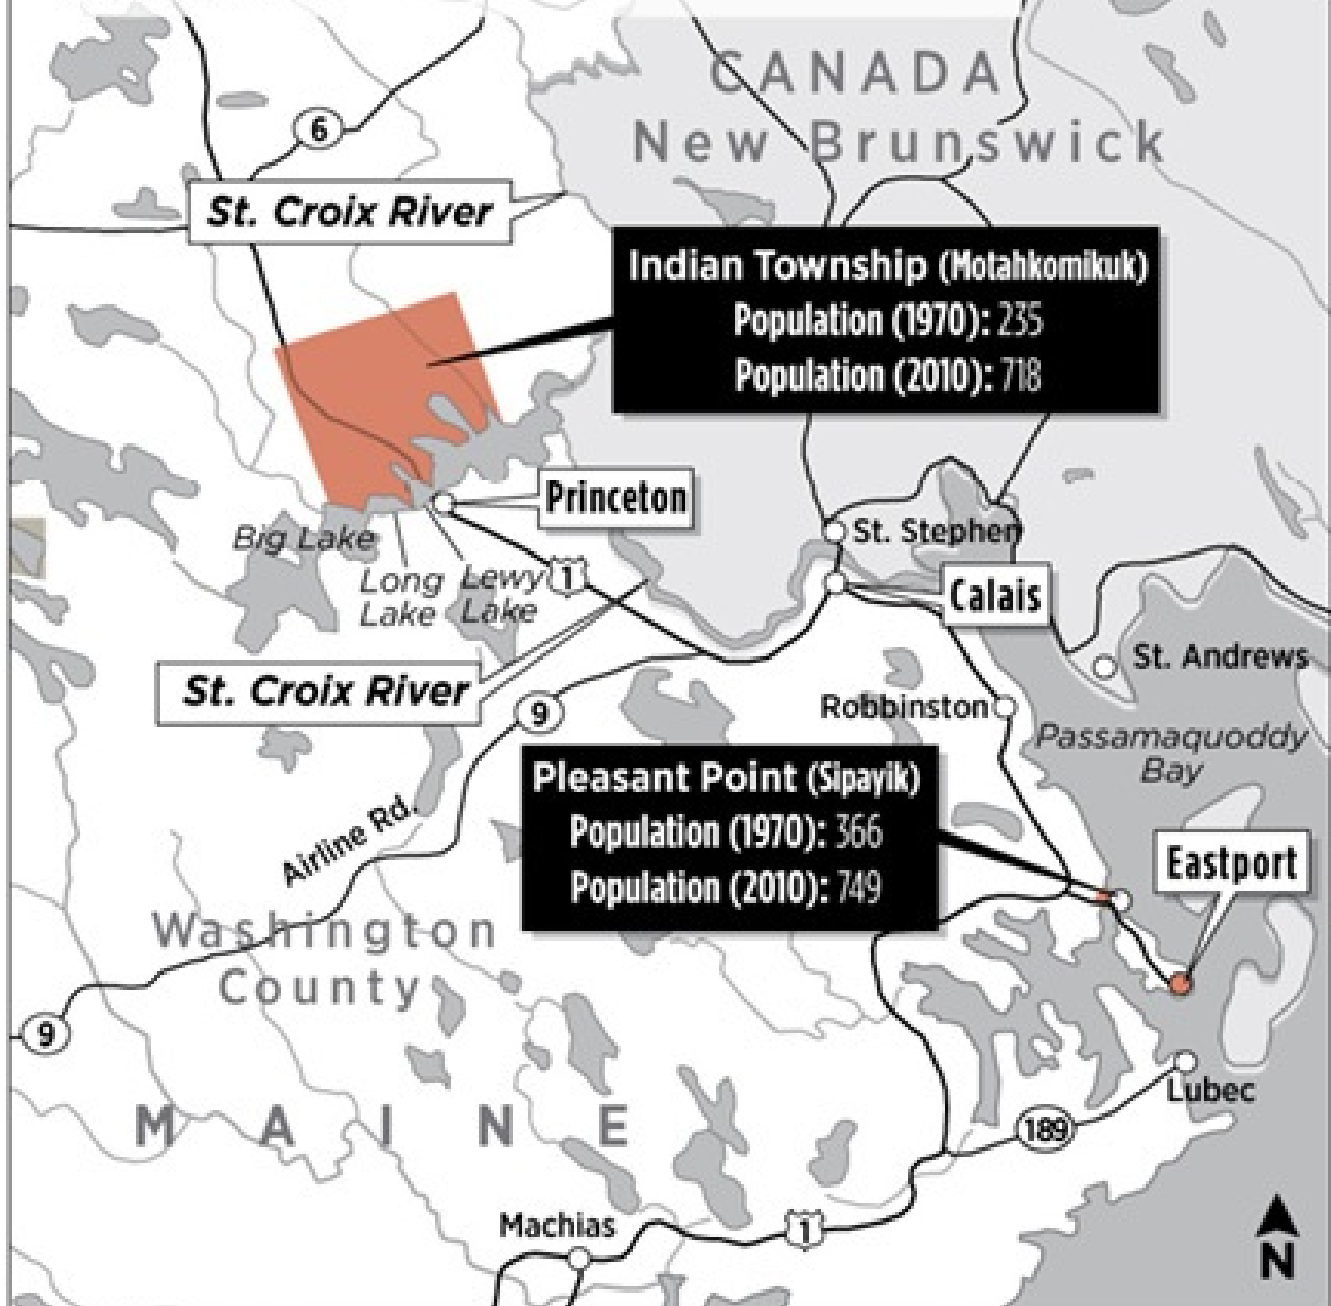 CANADA
New Brunswick
6
St. Croix River
Indian Township (Motahkomikuk)
Population (1970): 235
Population (2010): 718
Princeton
St. Stephen
Big Lake
Long
Lake
Lewy
Lake
1
Calais
St. Andrews
St. Croix River
9
Robbinston
Passamaquoddy
Bay
Pleasant Point (Sipayik)
Population (1970): 366
Population (2010): 749
Airline Rd.
Eastport
Washington
County
9
Lubec
MAINE
189
Machias
1
N